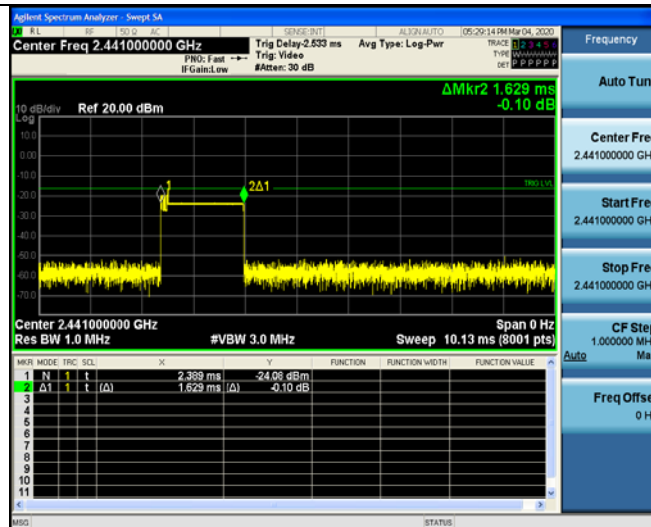 Agilent Spectrum Analyzer - Swept SA
RL RF 50 Ω AC SENSE:INT ALIGN AUTO 05:29:14 PM Mar 04, 2020
Center Freq 2.441000000 GHz
PNO: Fast
IFGain:Low
Trig Delay-2.533 ms
Trig: Video
#Atten: 30 dB
Avg Type: Log-Pwr
TRACE 1 2 3 4 5 6
TYPE
DET P P P P P P
ΔMkr2 1.629 ms
-0.10 dB
10 dB/div Ref 20.00 dBm
Log
10.0
0.00
-10.0
-20.0
-30.0
-40.0
-50.0
-60.0
-70.0
1
2Δ1
TRIG LVL
Center 2.441000000 GHz Span 0 Hz
Res BW 1.0 MHz #VBW 3.0 MHz Sweep 10.13 ms (8001 pts)
MKR MODE TRC SCL X Y FUNCTION FUNCTION WIDTH FUNCTION VALUE
1 N 1 t 2.389 ms -24.08 dBm
2 Δ1 1 t (Δ) 1.629 ms (Δ) -0.10 dB
3
4
5
6
7
8
9
10
11
MSG STATUS
Frequency
Auto Tun
Center Fre
2.441000000 GH
Start Fre
2.441000000 GH
Stop Fre
2.441000000 GH
CF Step
1.000000 MH
Auto Ma
Freq Offse
0 H